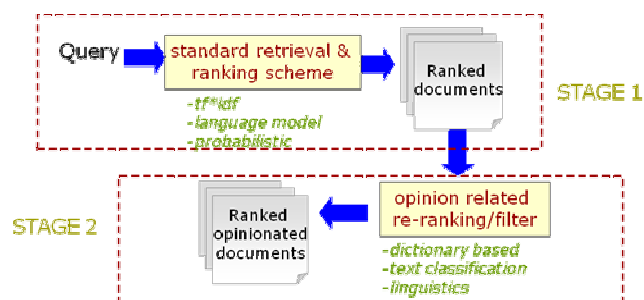 Query
standard retrieval &
ranking scheme
-tf*idf
-language model
-probabilistic
Ranked
documents
STAGE 1
STAGE 2
Ranked
opinionated
documents
opinion related
re-ranking/filter
-dictionary based
-text classification
-linguistics